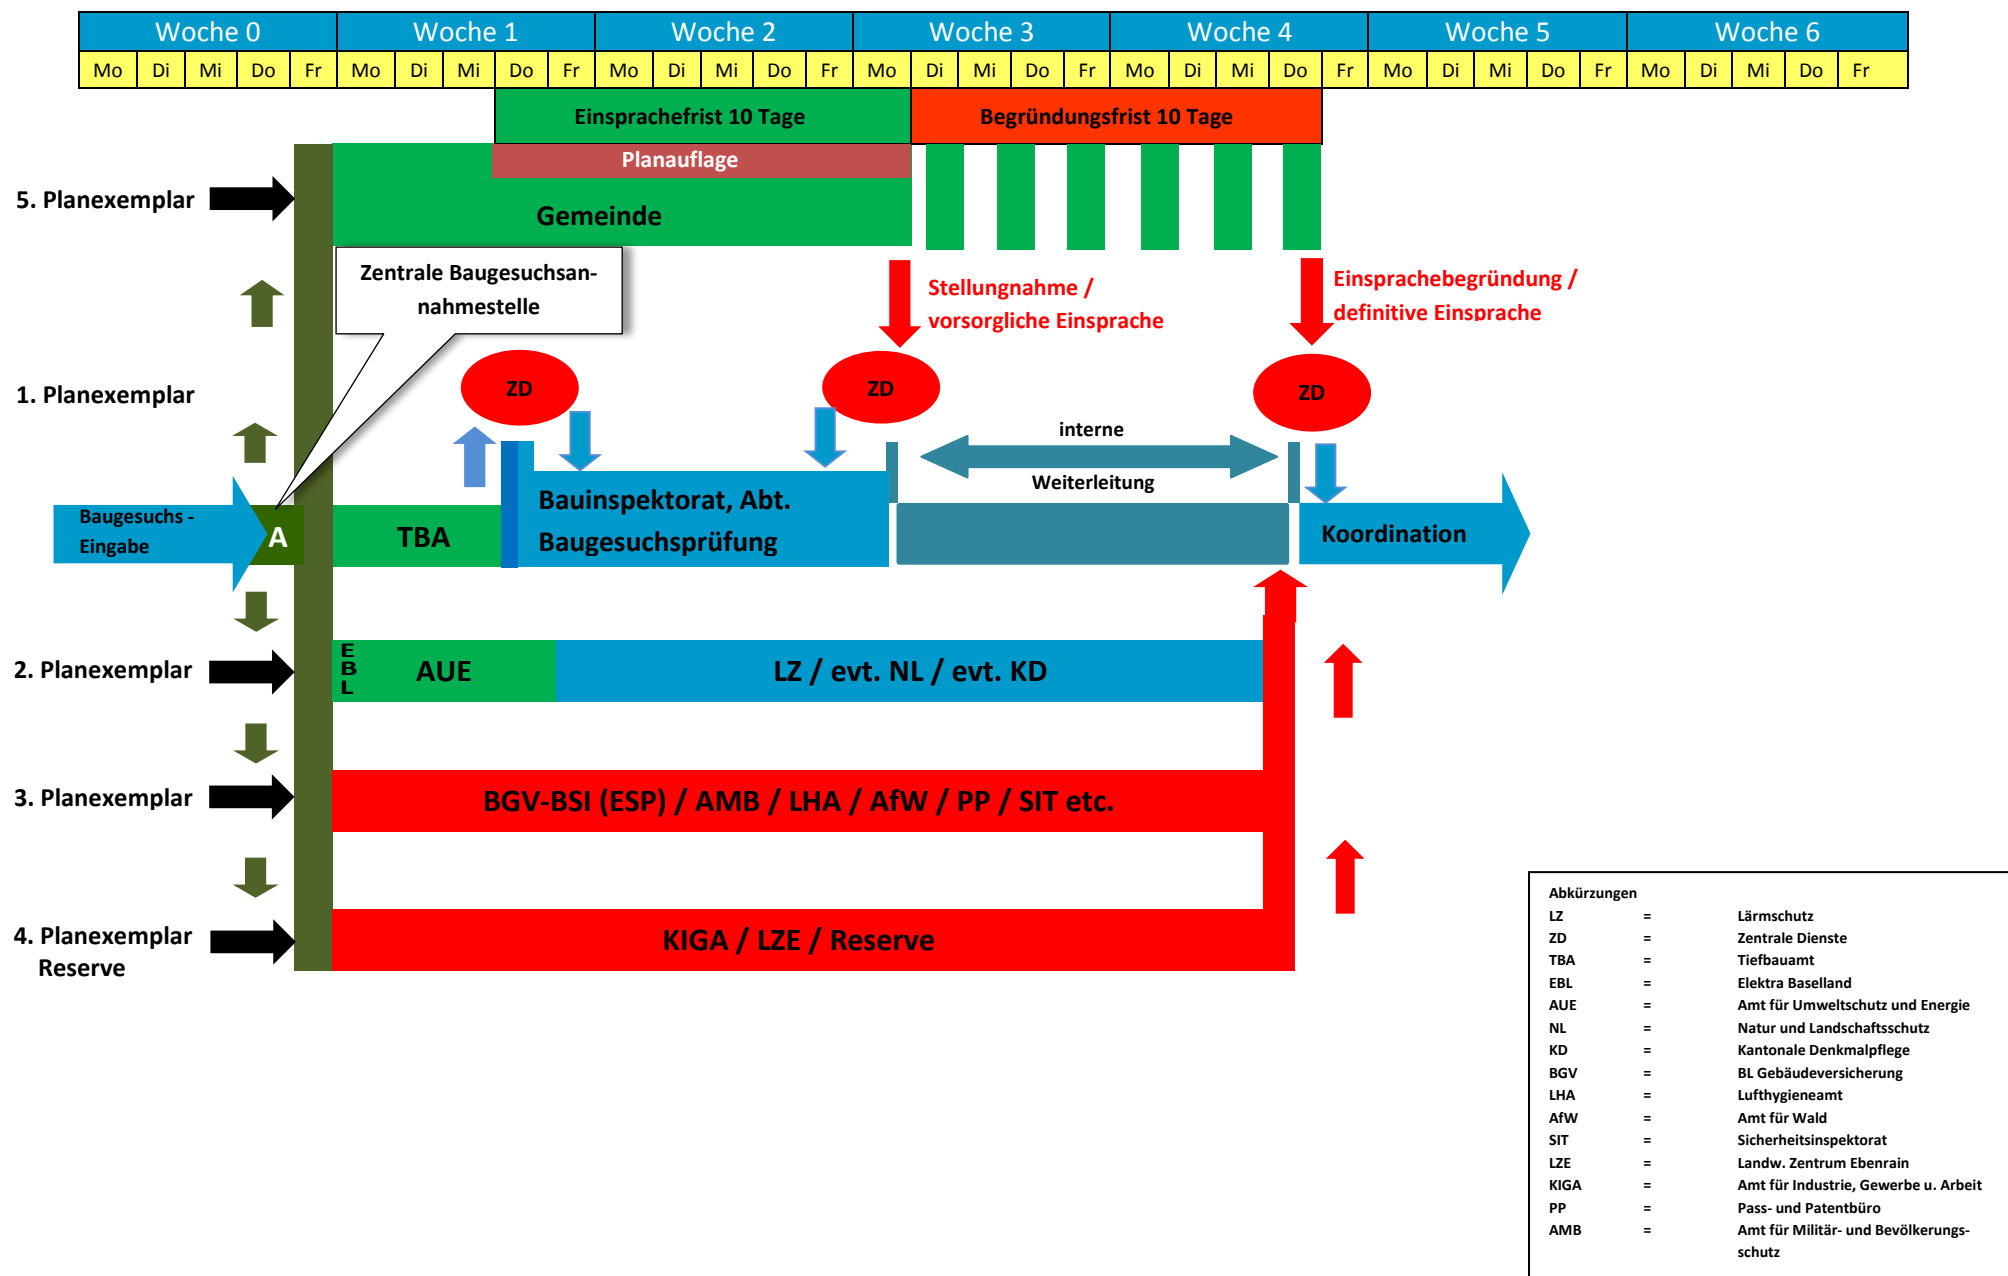 Woche 0 Woche 1 Woche 2 Woche 3 Woche 4 Woche 5 Woche 6
Mo Di Mi Do Fr Mo Di Mi Do Fr Mo Di Mi Do Fr Mo Di Mi Do Fr Mo Di Mi Do Fr Mo Di Mi Do Fr Mo Di Mi Do Fr
Einsprachefrist 10 Tage
Begründungsfrist 10 Tage
Planauflage
5. Planexemplar
Gemeinde
Zentrale Baugesuchsan-
nahmestelle
Stellungnahme /
vorsorgliche Einsprache
Einsprachebegründung /
definitive Einsprache
1. Planexemplar
ZD
ZD
ZD
interne
Weiterleitung
Baugesuchs -
Eingabe
A
TBA
Bauinspektorat, Abt.
Baugesuchsprüfung
Koordination
2. Planexemplar
E
B
L
AUE
LZ / evt. NL / evt. KD
3. Planexemplar
BGV-BSI (ESP) / AMB / LHA / AfW / PP / SIT etc.
4. Planexemplar
Reserve
KIGA / LZE / Reserve
Abkürzungen
LZ = Lärmschutz
ZD = Zentrale Dienste
TBA = Tiefbauamt
EBL = Elektra Baselland
AUE = Amt für Umweltschutz und Energie
NL = Natur und Landschaftsschutz
KD = Kantonale Denkmalpflege
BGV = BL Gebäudeversicherung
LHA = Lufthygieneamt
AfW = Amt für Wald
SIT = Sicherheitsinspektorat
LZE = Landw. Zentrum Ebenrain
KIGA = Amt für Industrie, Gewerbe u. Arbeit
PP = Pass- und Patentbüro
AMB = Amt für Militär- und Bevölkerungs-
schutz